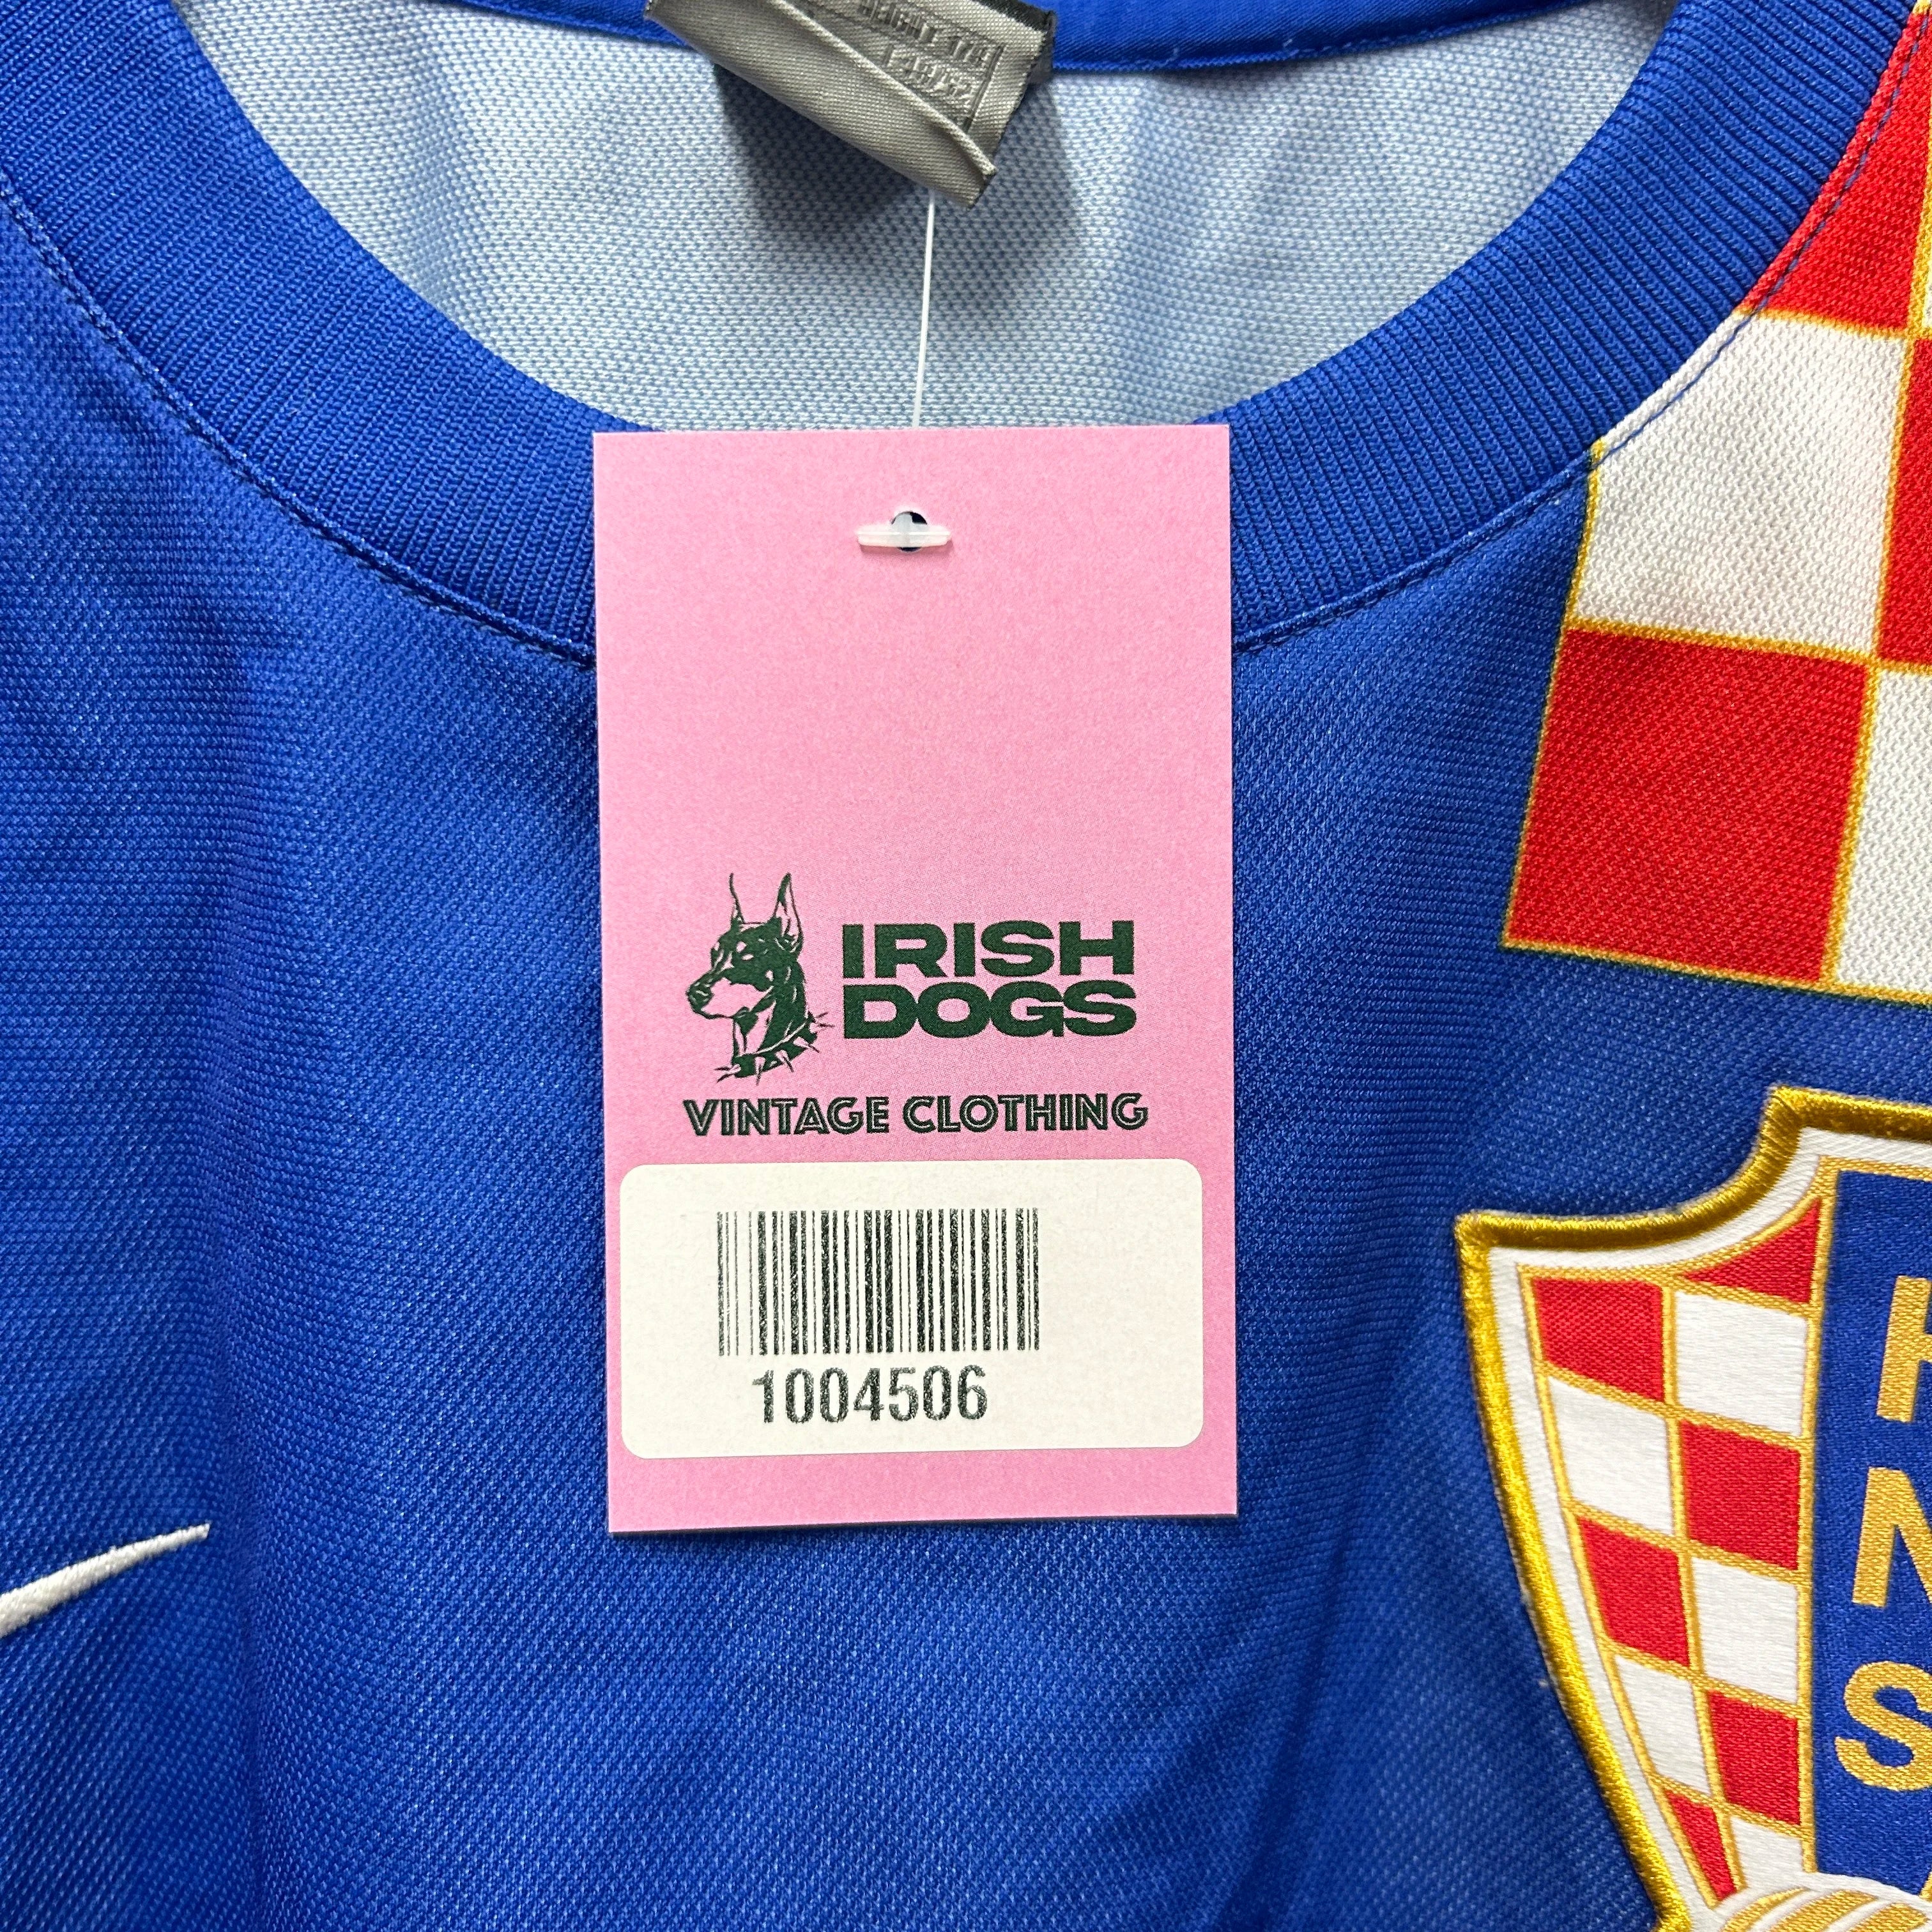 IRISH
DOGS
VINTAGE CLOTHING
1004506
H
N
S